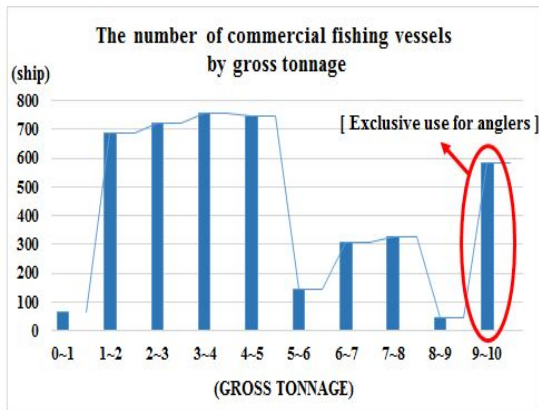 The number of commercial fishing vessels
by gross tonnage
(ship)
800
700
600
500
400
300
200
100
0
[ Exclusive use for anglers ]
0~1 1~2 2~3 3~4 4~5 5~6 6~7 7~8 8~9 9~10
(GROSS TONNAGE)